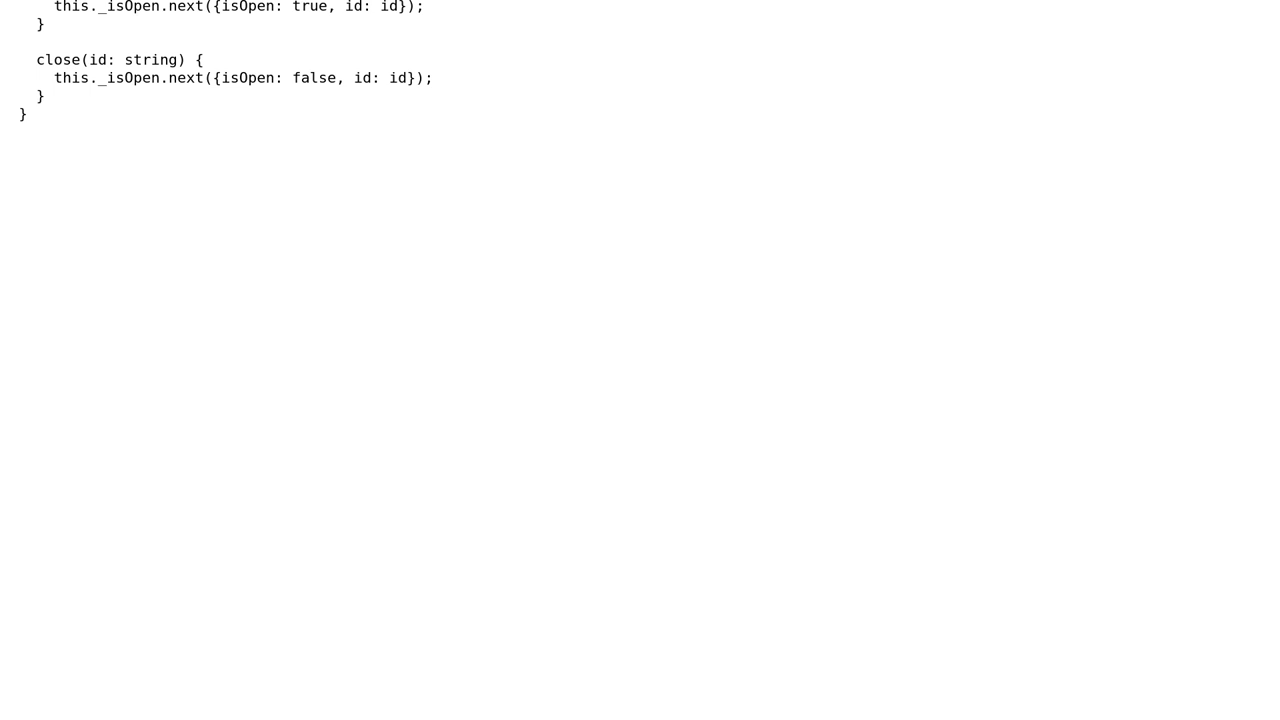 this._isOpen.next({isOpen: true, id: id});
  }

  close(id: string) {
    this._isOpen.next({isOpen: false, id: id});
  }
}